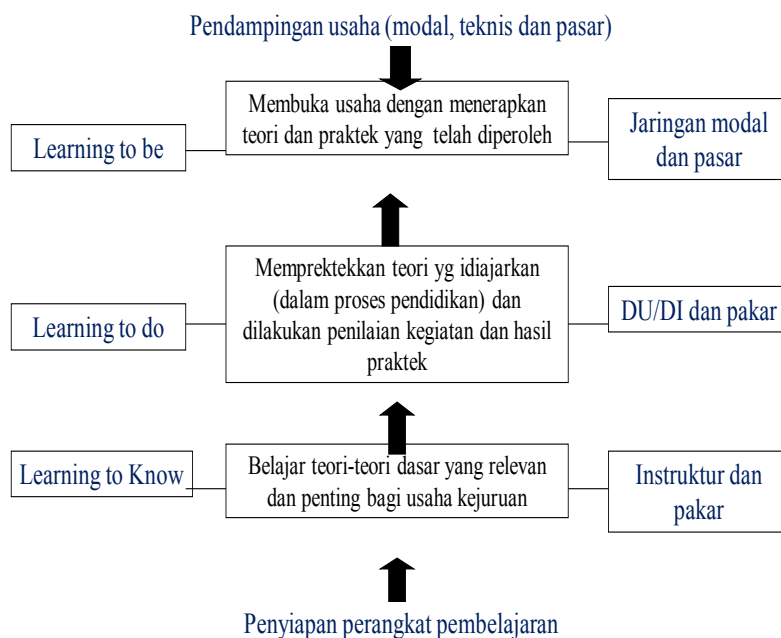 Pendampingan usaha (modal, teknis dan pasar)
Membuka usaha dengan menerapkan
teori dan praktek yang telah diperoleh
Learning to be
Jaringan modal
dan pasar
Memprektekkan teori yg idiajarkan
(dalam proses pendidikan) dan
dilakukan penilaian kegiatan dan hasil
praktek
Learning to do
DU/DI dan pakar
Learning to Know
Belajar teori-teori dasar yang relevan
dan penting bagi usaha kejuruan
Instruktur dan
pakar
Penyiapan perangkat pembelajaran